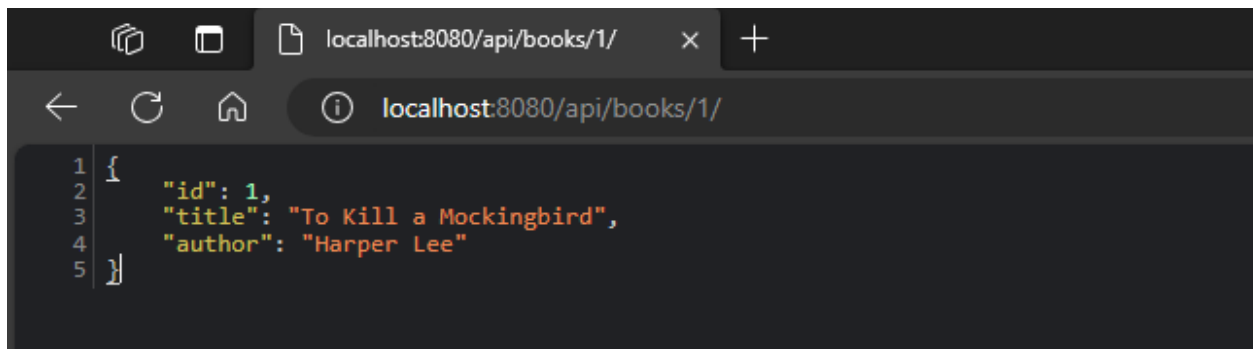 localhost:8080/api/books/1/
localhost:8080/api/books/1/
1 {
2 "id": 1,
3 "title": "To Kill a Mockingbird",
4 "author": "Harper Lee"
5 }